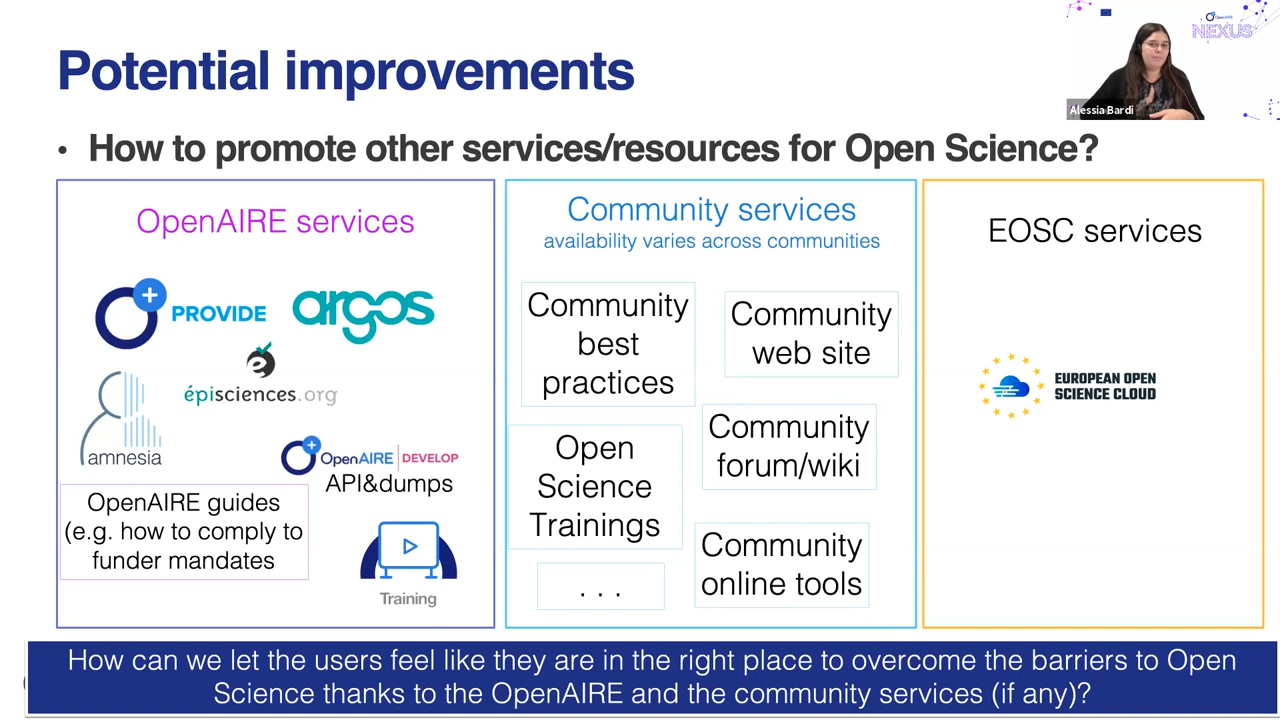 Potential improvements
OpenAIRE
NEXUS
Alessia Bardi
• How to promote other services/resources for Open Science?
OpenAIRE services
PROVIDE
argos
épisciences.org
amnesia
OpenAIRE | DEVELOP
API&dumps
OpenAIRE guides
(e.g. how to comply to
funder mandates
Training
Community services
availability varies across communities
Community
best
practices
Community
web site
Community
forum/wiki
Open
Science
Trainings
Community
online tools
. . .
EOSC services
EUROPEAN OPEN
SCIENCE CLOUD
How can we let the users feel like they are in the right place to overcome the barriers to Open
Science thanks to the OpenAIRE and the community services (if any)?